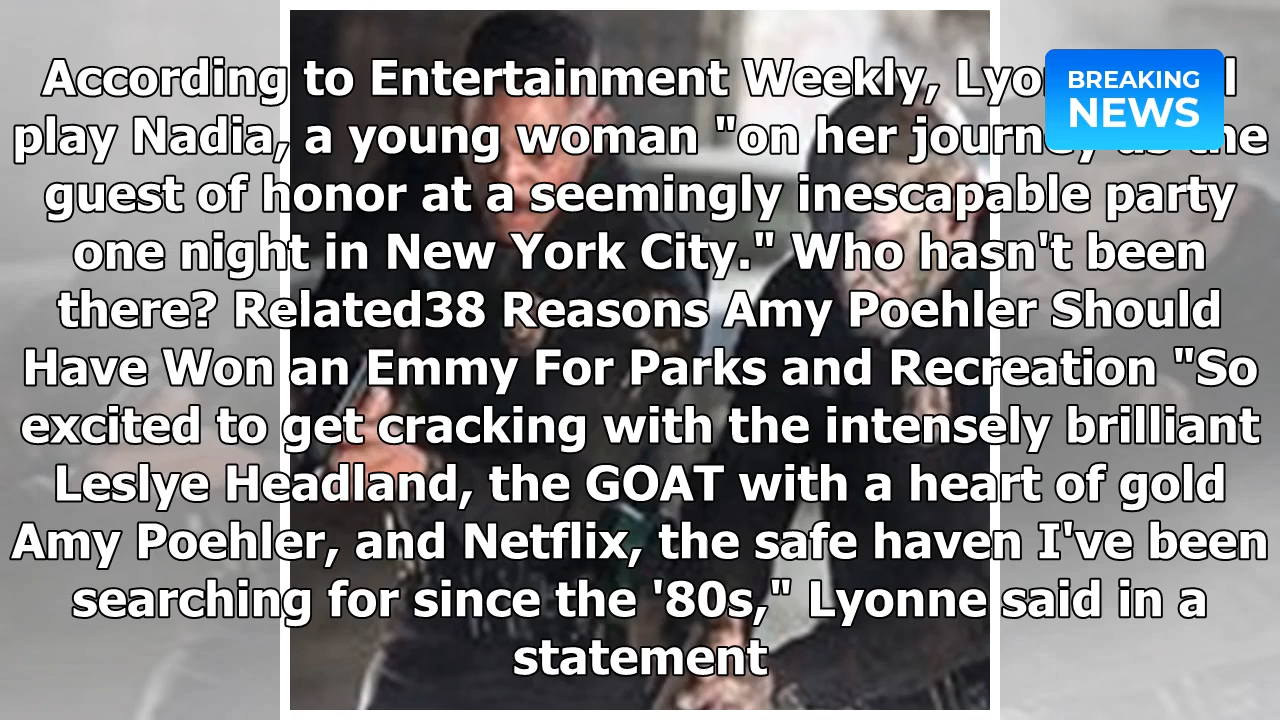 According to Entertainment Weekly,
play Nadia, a young woman "on her
guest of honor at a seemingly inescapable party
one night in New York City." Who hasn't been
there? Related38 Reasons Amy Poehler Should
Have Won an Emmy For Parks and Recreation "So
excited to get cracking with the intensely brilliant
Leslye Headland, the GOAT with a heart of gold
Amy Poehler, and Netflix, the safe haven I've been
searching for since the '80s," Lyonne said in a
statement
BREAKING
NEWS